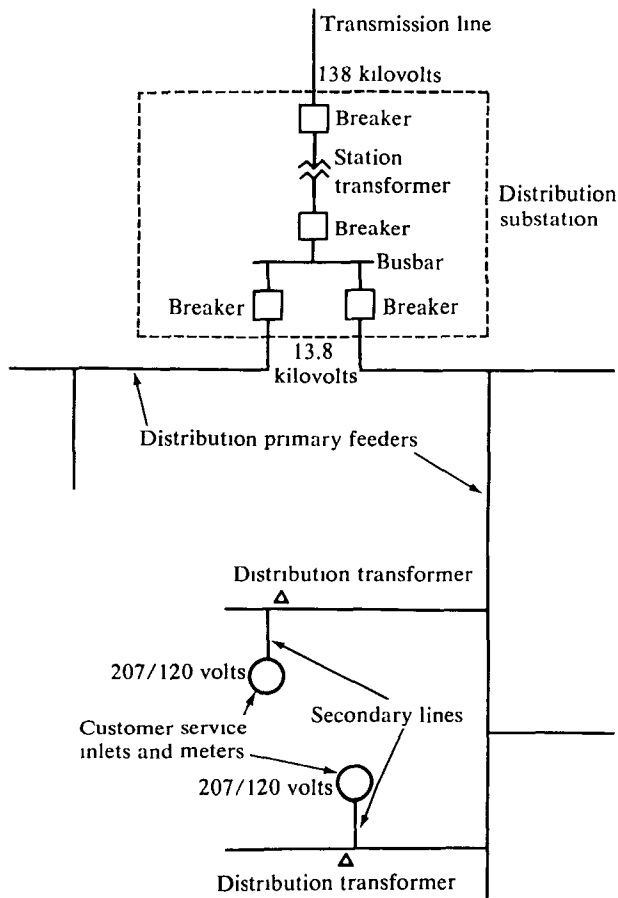 Transmission line
138 kilovolts
Breaker
Station
transformer
Distribution
substation
Breaker
Busbar
Breaker
Breaker
13.8
kilovolts
Distribution primary feeders
Distribution transformer
207/120 volts
Customer service
inlets and meters
Secondary lines
207/120 volts
Distribution transformer